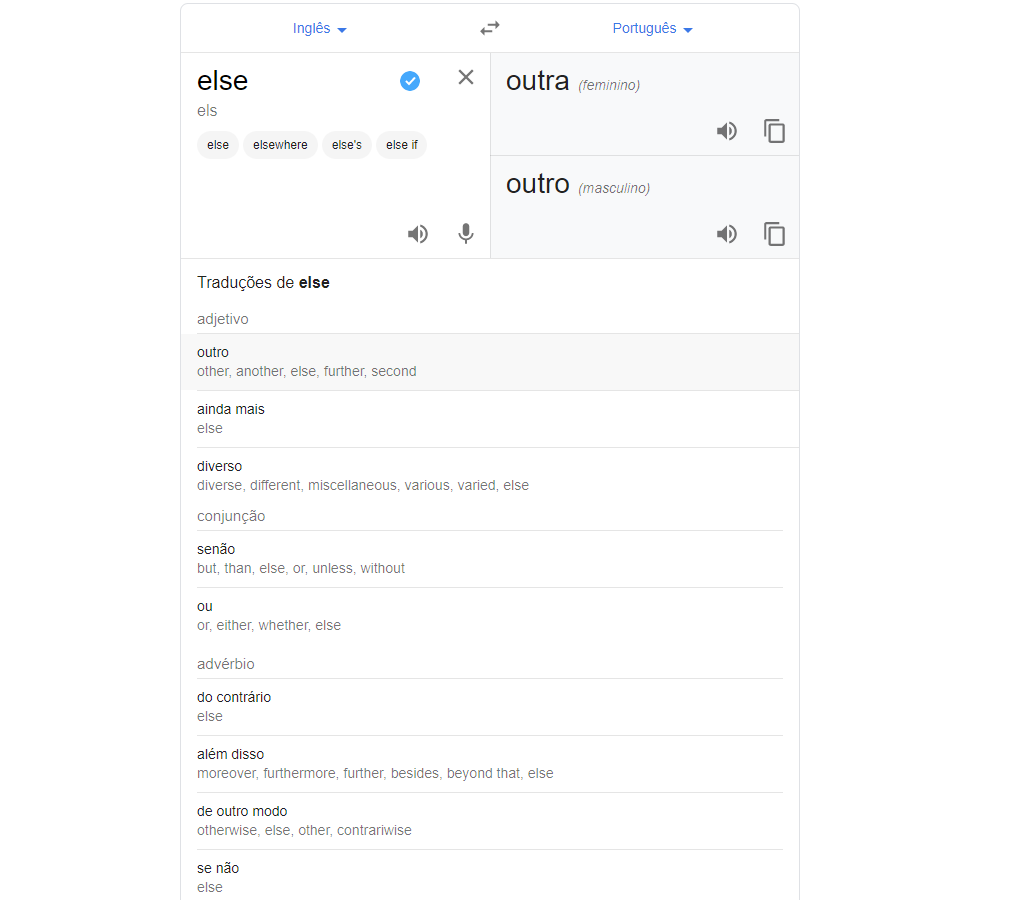 Inglês Português
else
els
else elsewhere else's else if
outra (feminino)
outro (masculino)
Traduções de else
adjetivo
outro
other, another, else, further, second
ainda mais
else
diverso
diverse, different, miscellaneous, various, varied, else
conjunção
senão
but, than, else, or, unless, without
ou
or, either, whether, else
advérbio
do contrário
else
além disso
moreover, furthermore, further, besides, beyond that, else
de outro modo
otherwise, else, other, contrariwise
se não
else